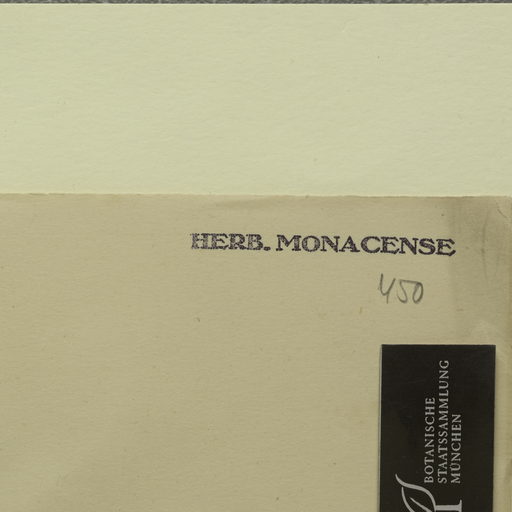 HERB. MONACENSE
450
BOTANISCHE
STAATSSAMMLUNG
MÜNCHEN